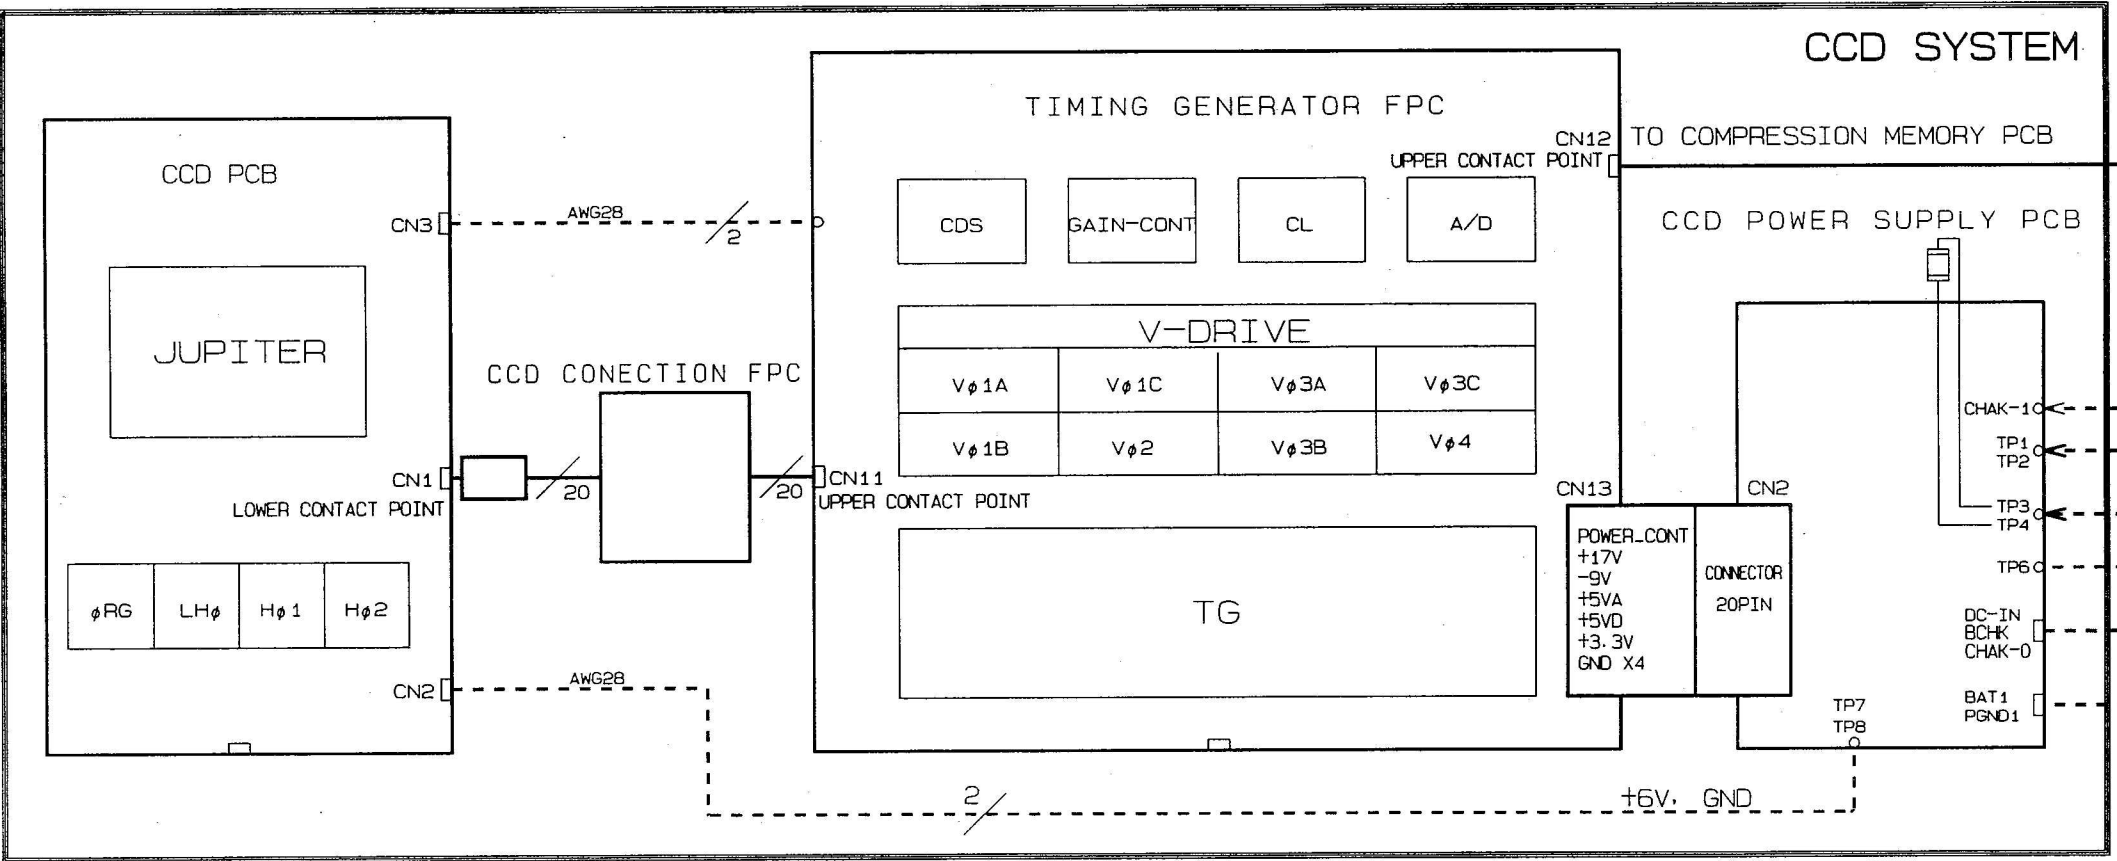 CCD SYSTEM
TIMING GENERATOR FPC
CN12
TO COMPRESSION MEMORY PCB
UPPER CONTACT POINT
CCD PCB
CN3
AWG28
2
CDS
GAIN-CONT
CL
A/D
CCD POWER SUPPLY PCB
JUPITER
V-DRIVE
Vφ1A
Vφ1C
Vφ3A
Vφ3C
Vφ1B
Vφ2
Vφ3B
Vφ4
CCD CONECTION FPC
CN1
LOWER CONTACT POINT
20
20
CN11
UPPER CONTACT POINT
CHAK-1
TP1
TP2
TP3
TP4
TP6
DC-IN
BCHK
CHAK-0
BAT1
PGND1
CN13
CN2
POWER_CONT
+17V
-9V
+5VA
+5VD
+3.3V
GND X4
CONNECTOR
20PIN
φRG
LHφ
Hφ1
Hφ2
TG
CN2
AWG28
TP7
TP8
2
+6V, GND